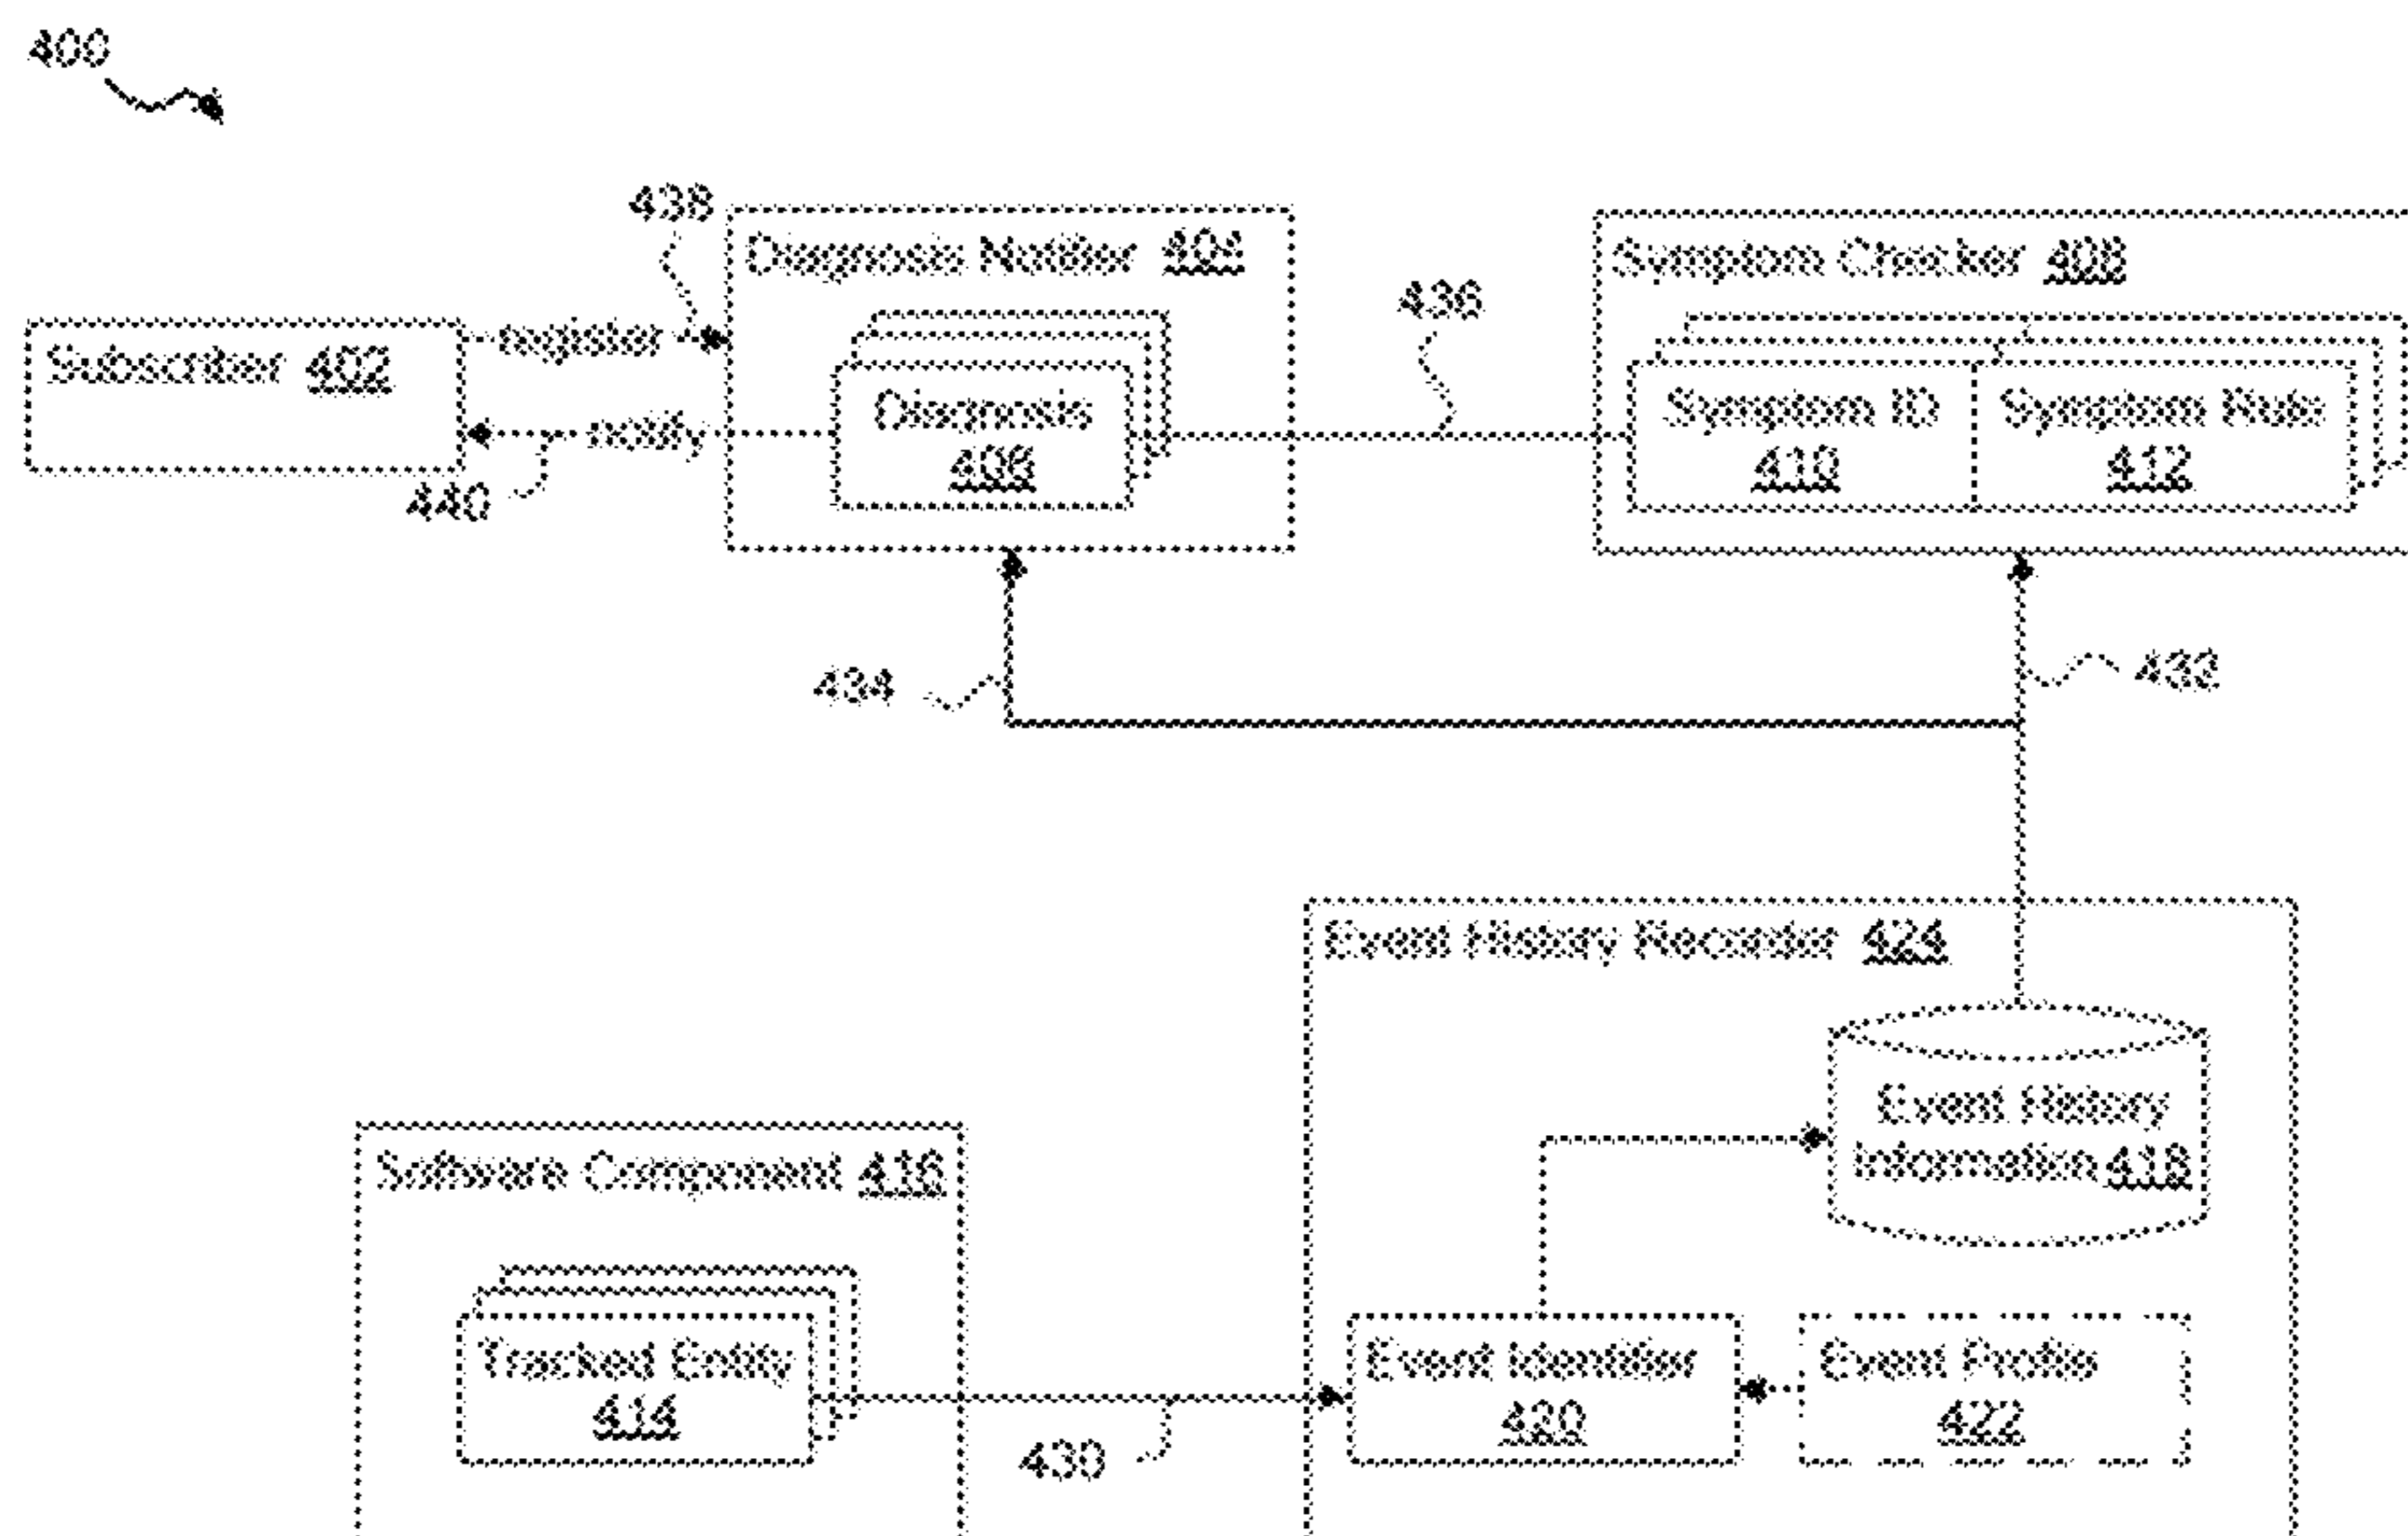 400
438
Diagnosis Notifier 404
Symptom Checker 408
436
register
Subscriber 402
Diagnosis
406
Symptom ID
410
Symptom Rule
412
notify
440
434
Event History Recorder 424
Event History
Information 418
Software Component 416
Tracked Entity
414
Event Identifier
420
Event Profile
422
430